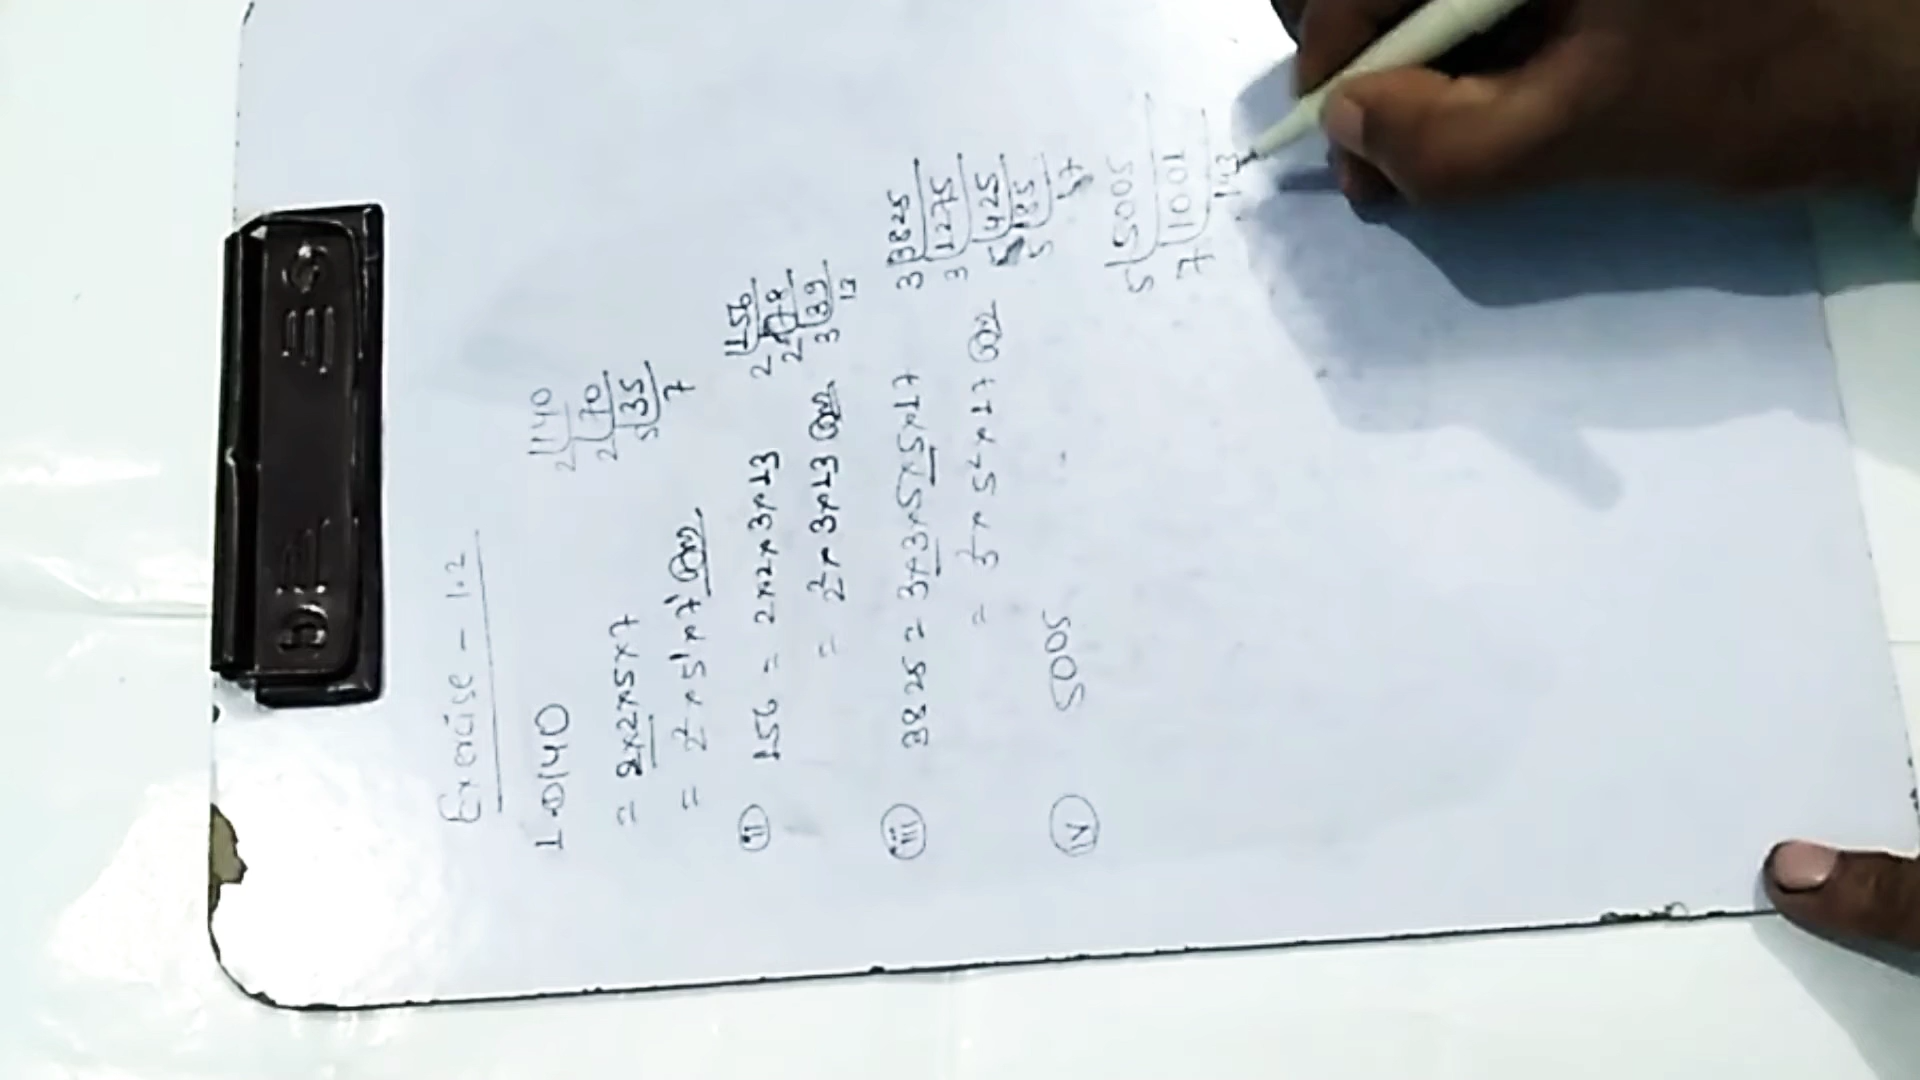 Exercise - 1.2
1. (i) 140
2 140
2 70
5 35
7
= 2×2×5×7
= 2² × 5¹ × 7¹ Ans.
(ii) 156 = 2×2×3×13
2 156
2 78
3 39
13
= 2² × 3 × 13 Ans
(iii) 3825 = 3×3×5×5×17
3 3825
3 1275
5 425
5 85
17
= 3² × 5² × 17 Ans
(iv) 5005
5 5005
7 1001
143